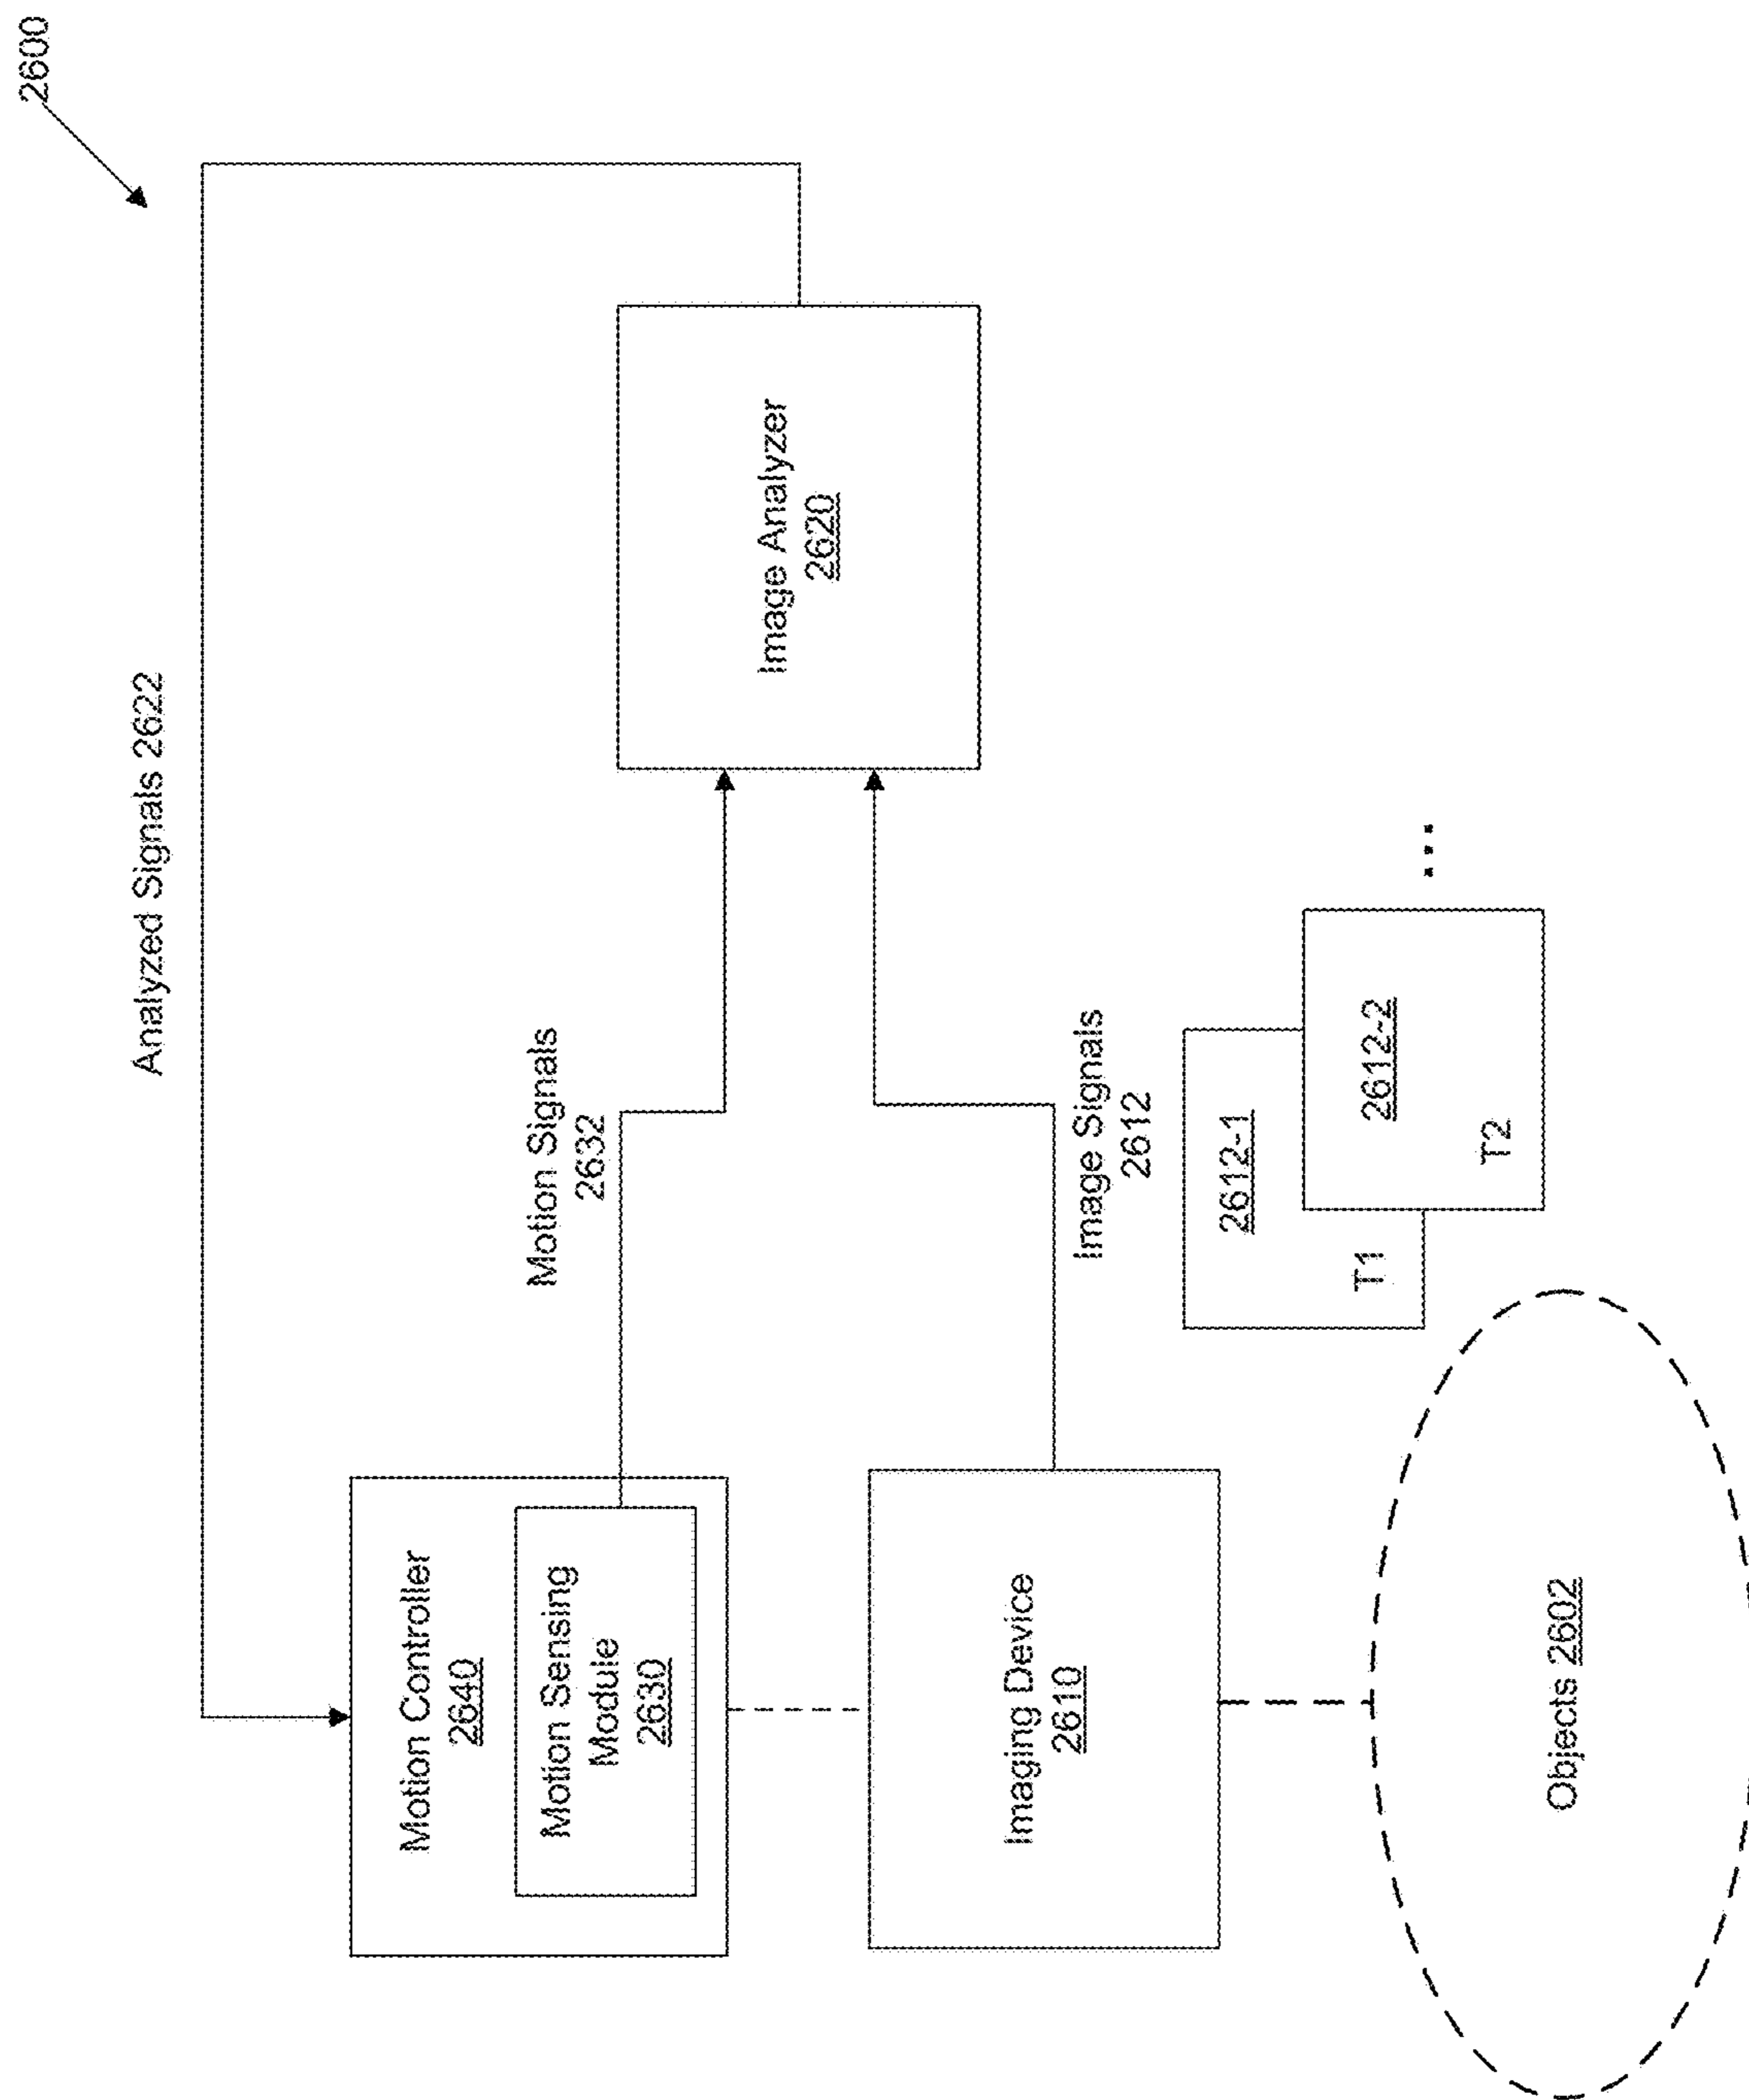 2600
Analyzed Signals 2622
Motion Controller
2640
Motion Sensing
Module
2630
Motion Signals
2632
Image Analyzer
2620
Imaging Device
2610
Image Signals
2612
2612-1
T1
2612-2
T2
...
Objects 2602